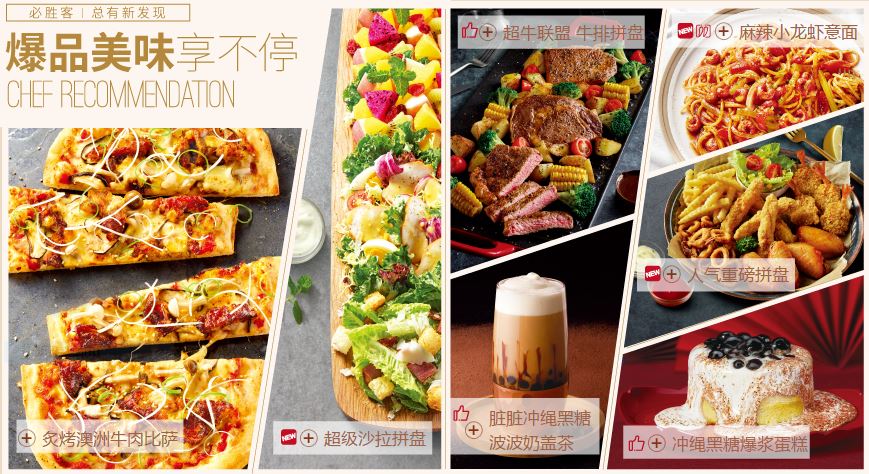 必胜客 | 总有新发现
爆品美味享不停
CHEF RECOMMENDATION
炙烤澳洲牛肉比萨
NEW 超级沙拉拼盘
超牛联盟 牛排拼盘
NEW 麻辣小龙虾意面
NEW 人气重磅拼盘
脏脏冲绳黑糖
波波奶盖茶
冲绳黑糖爆浆蛋糕